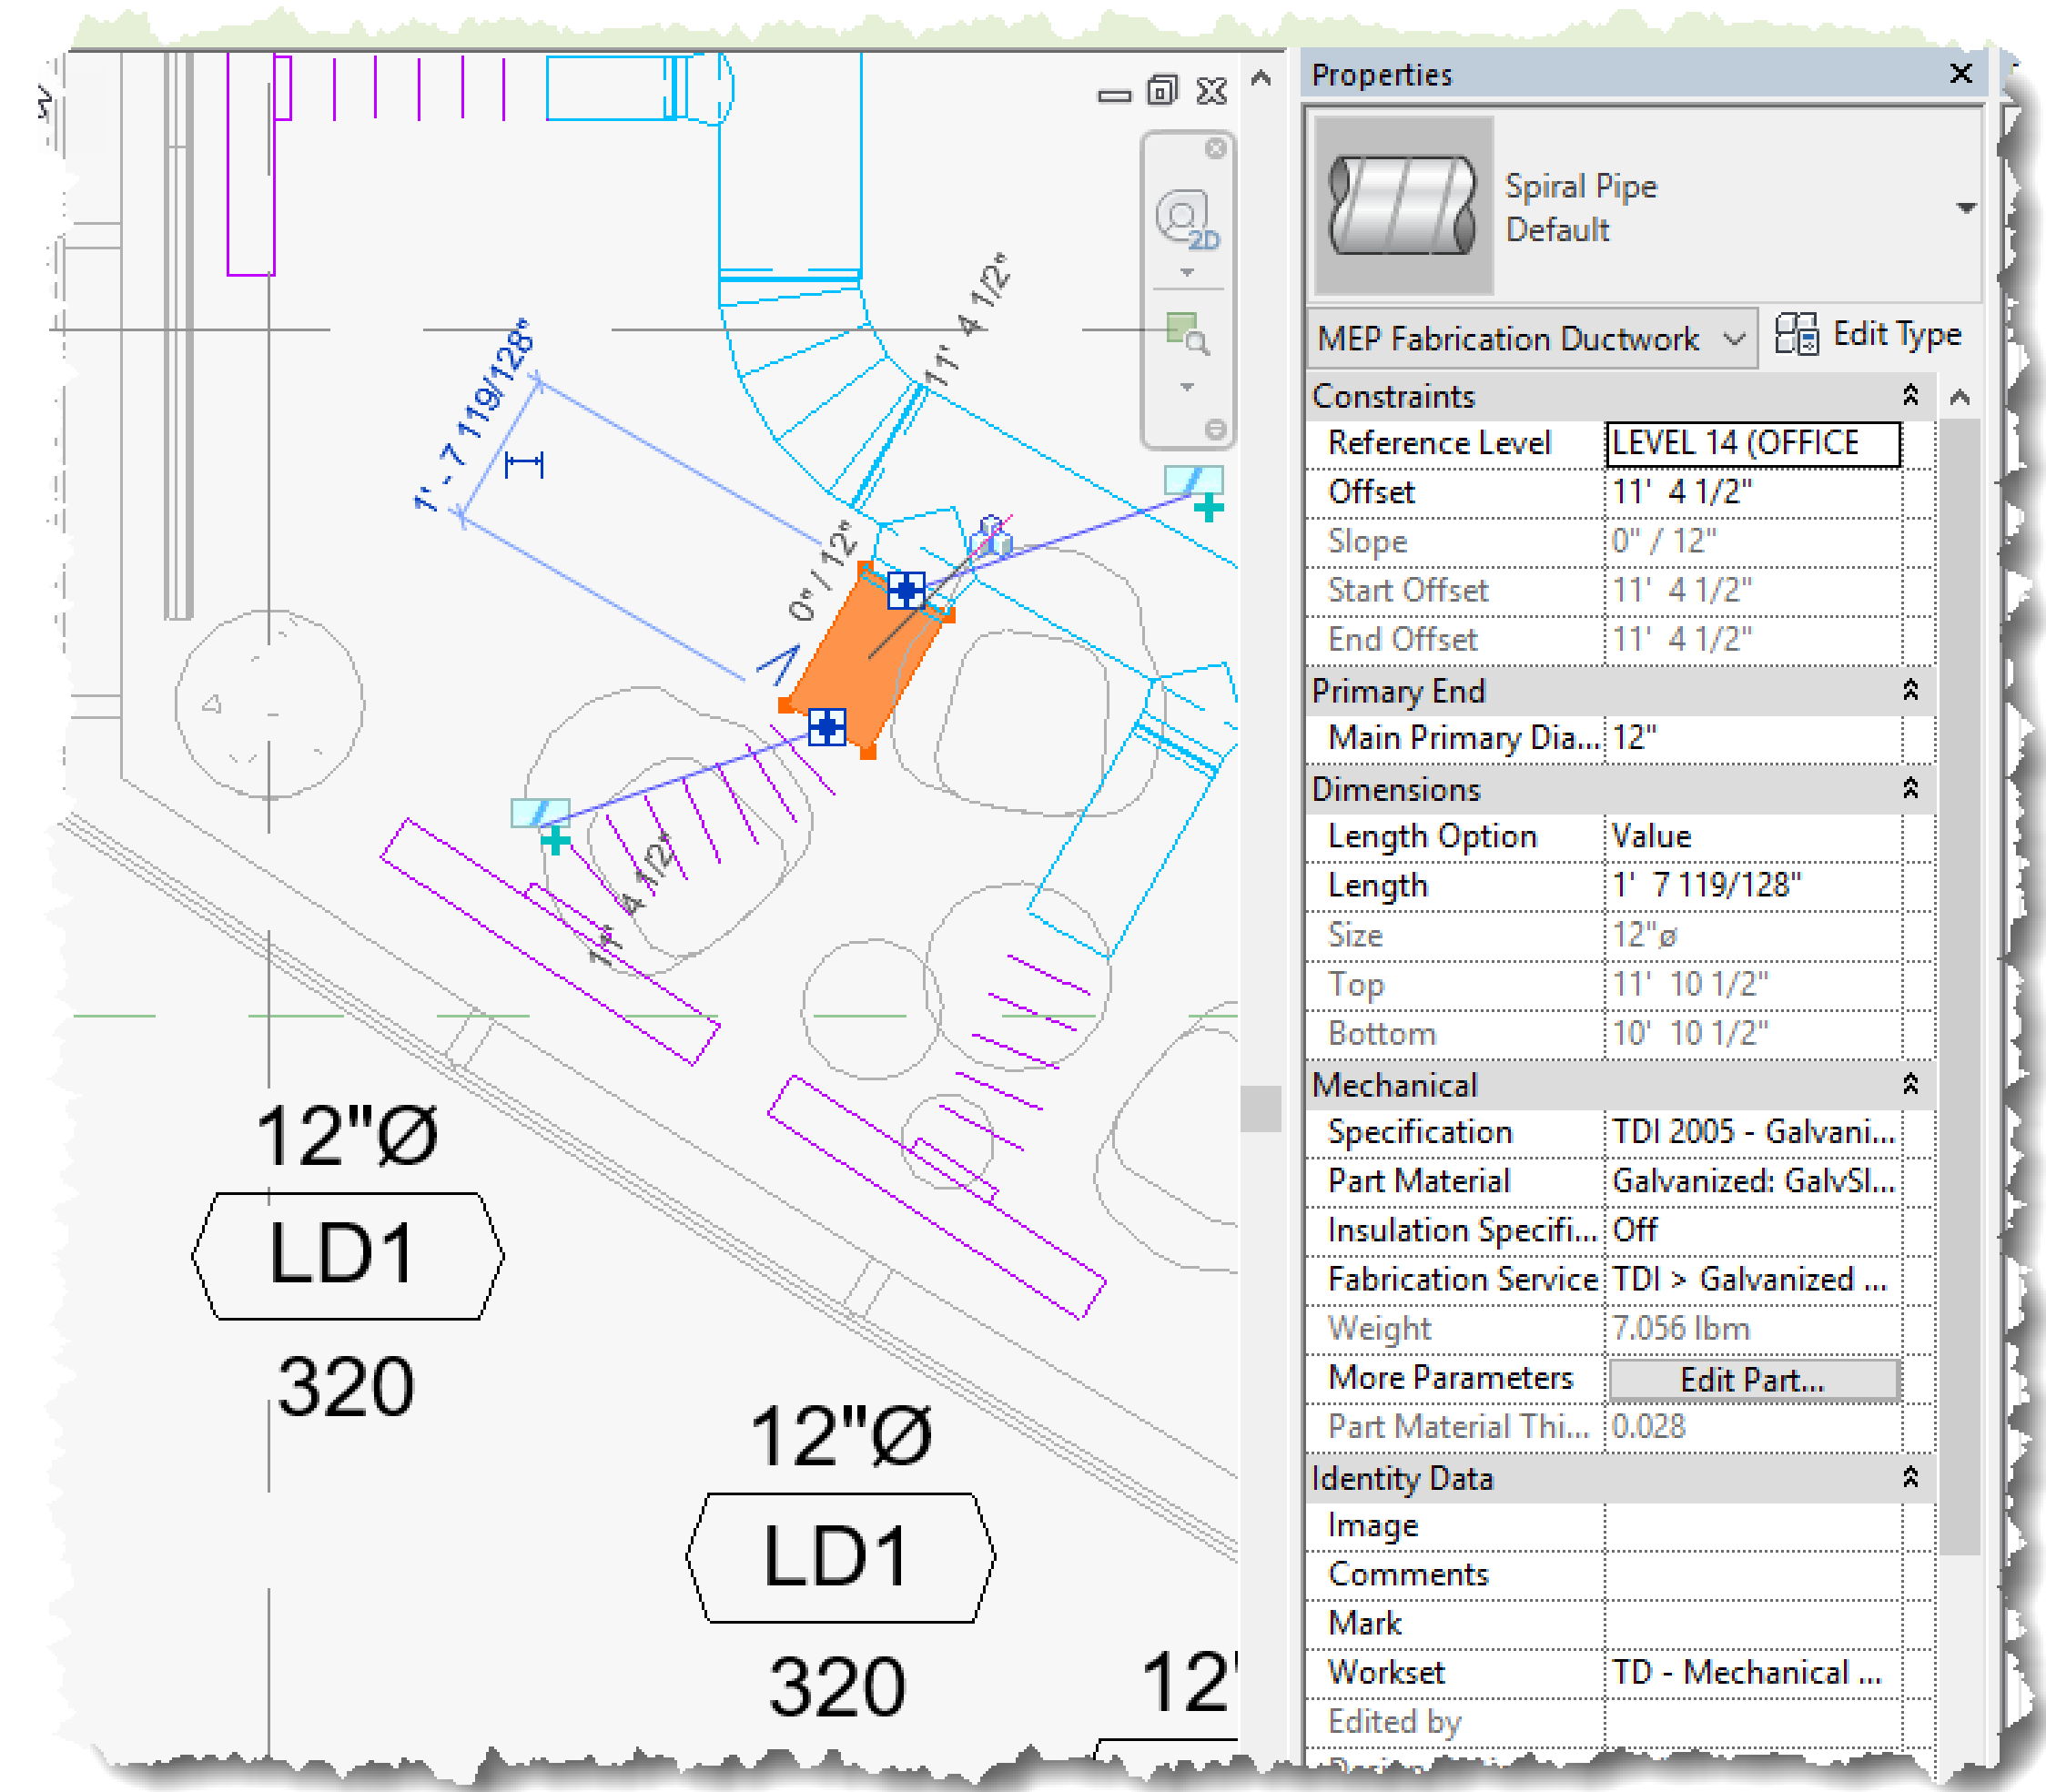 11' 4 1/2"
1' - 7 119/128"
0" / 12"
11' 4 1/2"
2D
12"Ø
LD1
320
12"Ø
LD1
320
12"
Properties
Spiral Pipe
Default
MEP Fabrication Ductwork
Edit Type
Constraints
Reference Level LEVEL 14 (OFFICE
Offset 11' 4 1/2"
Slope 0" / 12"
Start Offset 11' 4 1/2"
End Offset 11' 4 1/2"
Primary End
Main Primary Dia... 12"
Dimensions
Length Option Value
Length 1' 7 119/128"
Size 12"ø
Top 11' 10 1/2"
Bottom 10' 10 1/2"
Mechanical
Specification TDI 2005 - Galvani...
Part Material Galvanized: GalvSl...
Insulation Specifi... Off
Fabrication Service TDI > Galvanized ...
Weight 7.056 lbm
More Parameters Edit Part...
Part Material Thi... 0.028
Identity Data
Image
Comments
Mark
Workset TD - Mechanical ...
Edited by